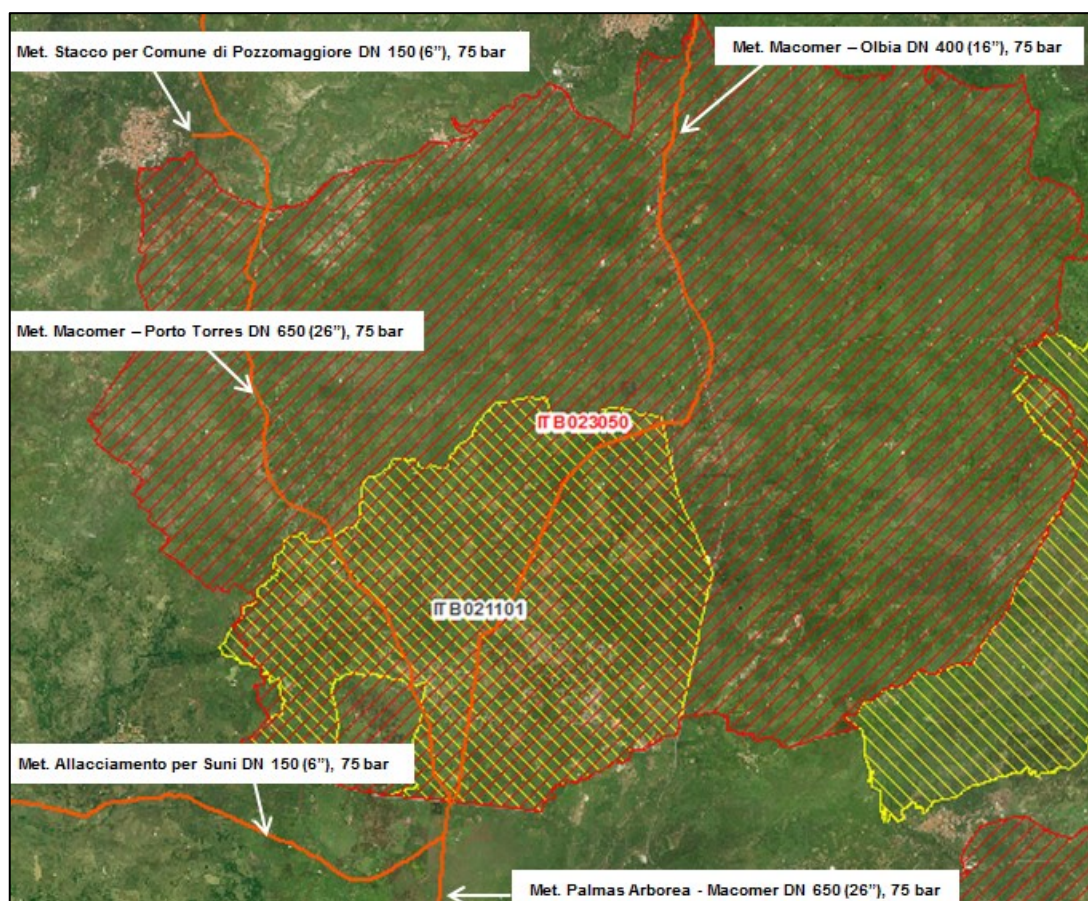 Met. Stacco per Comune di Pozzomaggiore DN 150 (6”), 75 bar
Met. Macomer – Olbia DN 400 (16”), 75 bar
Met. Macomer – Porto Torres DN 650 (26”), 75 bar
ITB023050
ITB021101
Met. Allacciamento per Suni DN 150 (6”), 75 bar
Met. Palmas Arborea - Macomer DN 650 (26”), 75 bar